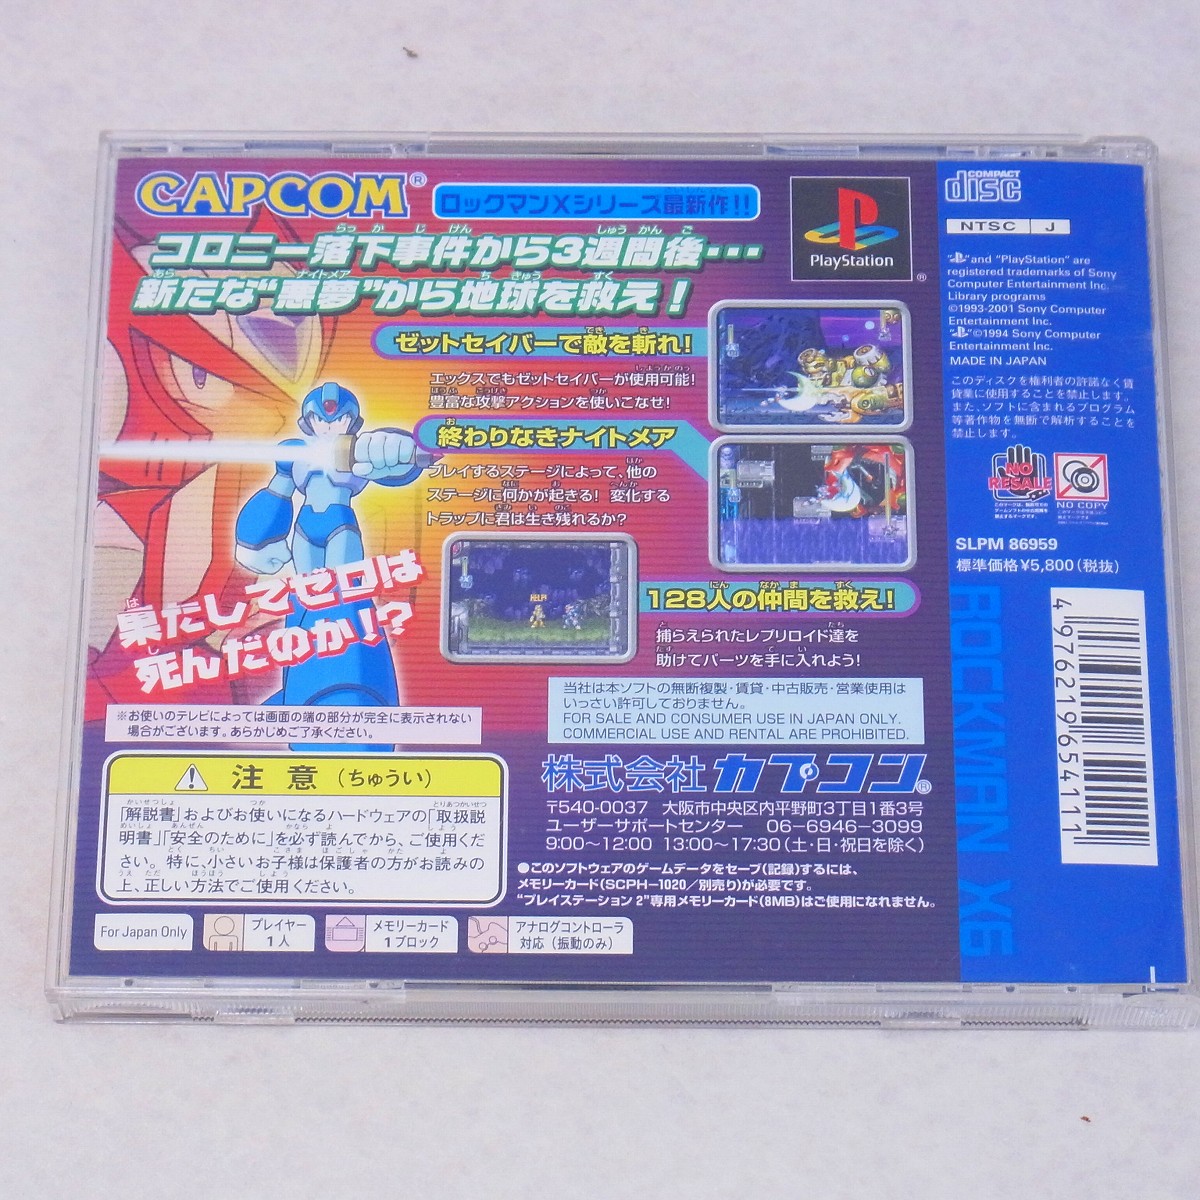 CAPCOM®
ロックマンXシリーズ最新作!!
コロニー落下事件から3週間後・・・
新たな“悪夢”から地球を救え!
ゼットセイバーで敵を斬れ!
エックスでもゼットセイバーが使用可能!
豊富な攻撃アクションを使いこなせ!
終わりなきナイトメア
プレイするステージによって、他の
ステージに何かが起きる! 変化する
トラップに君は生き残れるか?
HELP!
128人の仲間を救え!
捕らえられたレプリロイド達を
助けてパーツを手に入れよう!
果たしてゼロは
死んだのか!?
※お使いのテレビによっては画面の端の部分が完全に表示されない
場合がございます。あらかじめご了承ください。
当社は本ソフトの無断複製・賃貸・中古販売・営業使用は
いっさい許可しておりません。
FOR SALE AND CONSUMER USE IN JAPAN ONLY.
COMMERCIAL USE AND RENTAL ARE PROHIBITED.
注意(ちゅうい)
「解説書」およびお使いになるハードウェアの「取扱説
明書」「安全のために」を必ず読んでから、ご使用くだ
さい。特に、小さいお子様は保護者の方がお読みの
上、正しい方法でご使用ください。
株式会社カプコン®
〒540-0037 大阪市中央区内平野町3丁目1番3号
ユーザーサポートセンター 06-6946-3099
9:00〜12:00 13:00〜17:30(土・日・祝日を除く)
●このソフトウェアのゲームデータをセーブ(記録)するには、
メモリーカード(SCPH-1020/別売り)が必要です。
“プレイステーション 2”専用メモリーカード(8MB)はご使用になれません。
For Japan Only
プレイヤー
1人
メモリーカード
1ブロック
アナログコントローラ
対応(振動のみ)
PlayStation
®
COMPACT
disc
NTSC J
"PS" and "PlayStation" are
registered trademarks of Sony
Computer Entertainment Inc.
Library programs
©1993-2001 Sony Computer
Entertainment Inc.
"PS"©1994 Sony Computer
Entertainment Inc.
MADE IN JAPAN
このディスクを権利者の許諾なく賃
貸業に使用することを禁止します。
また、ソフトに含まれるプログラム
等著作物を無断で解析することを
禁止します。
NO
RESALE
NO COPY
SLPM 86959
標準価格¥5,800(税抜)
4976219654111
ROCKMAN X6